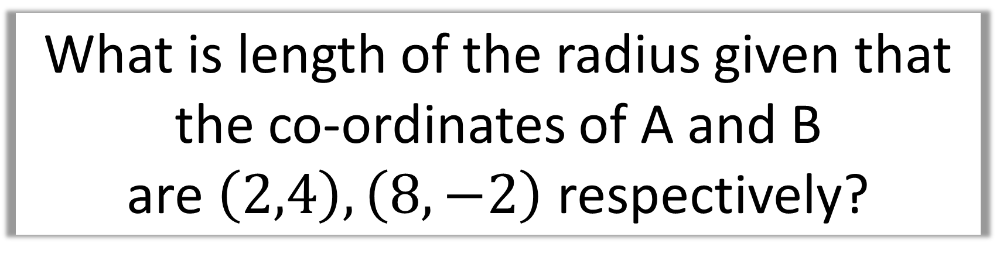 What is length of the radius given that
the co-ordinates of A and B
are (2,4), (8, −2) respectively?